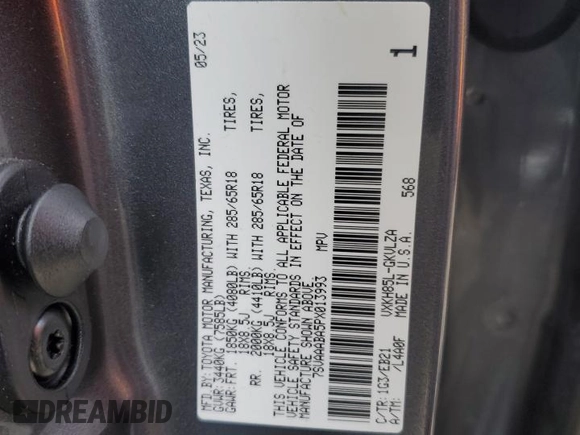 MFD.BY:TOYOTA MOTOR MANUFACTURING, TEXAS, INC. 05/23
GVWR:3440KG (7585LB)
GAWR:FRT. 1850KG (4080LB) WITH 285/65R18 TIRES,
18X8.5J RIMS.
RR. 2000KG (4410LB) WITH 285/65R18 TIRES,
18X8.5J RIMS.
THIS VEHICLE CONFORMS TO ALL APPLICABLE FEDERAL MOTOR
VEHICLE SAFETY STANDARDS IN EFFECT ON THE DATE OF
MANUFACTURE SHOWN ABOVE.
7SVAAABA5PX013993 MPV
1
VXKH85L-GKVLZA 568
C/TR:1G3/EB21 MADE IN U.S.A.
A/TM: /L4A0F
DREAMBID